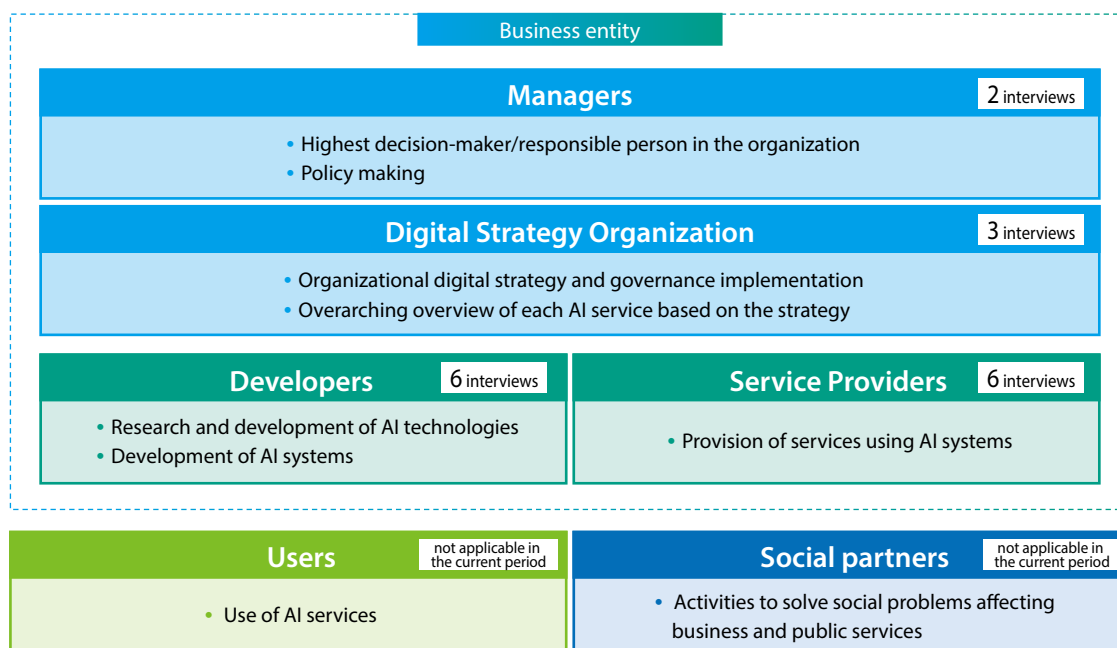 Business entity
Managers
2 interviews
• Highest decision-maker/responsible person in the organization
• Policy making
Digital Strategy Organization
3 interviews
• Organizational digital strategy and governance implementation
• Overarching overview of each AI service based on the strategy
Developers
6 interviews
• Research and development of AI technologies
• Development of AI systems
Service Providers
6 interviews
• Provision of services using AI systems
Users
not applicable in
the current period
• Use of AI services
Social partners
not applicable in
the current period
• Activities to solve social problems affecting
business and public services